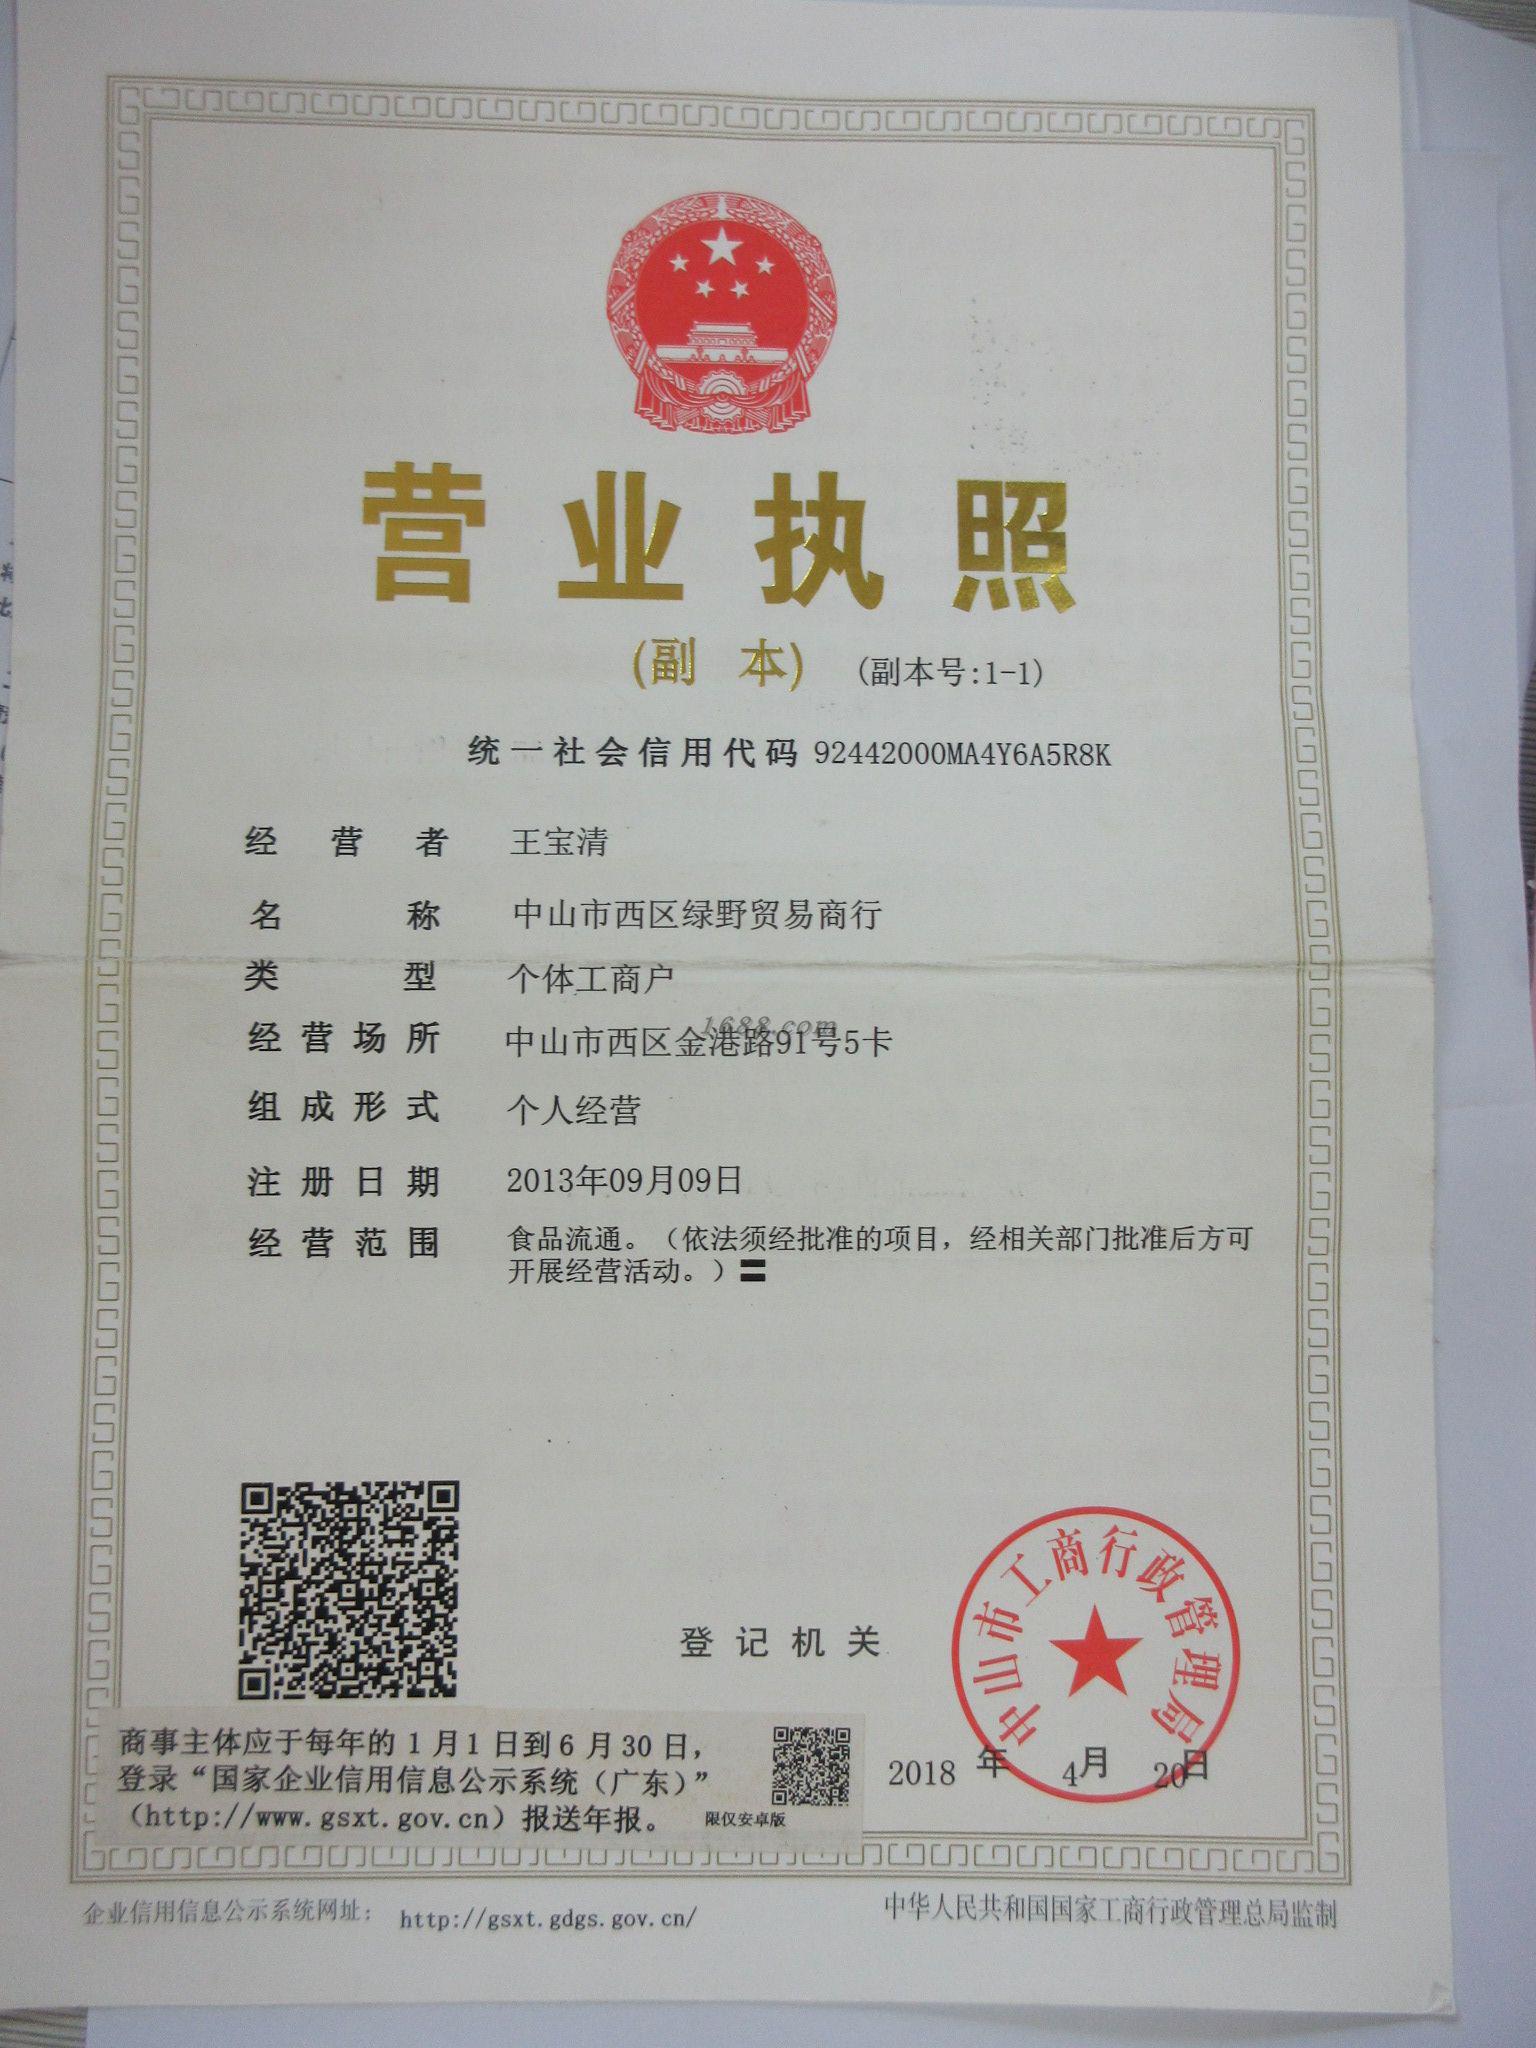 营业执照
(副 本) (副本号:1-1)
统一社会信用代码 92442000MA4Y6A5R8K
经营者 王宝清
名称 中山市西区绿野贸易商行
类型 个体工商户
1688.com
经营场所 中山市西区金港路91号5卡
组成形式 个人经营
注册日期 2013年09月09日
经营范围 食品流通。（依法须经批准的项目，经相关部门批准后方可
开展经营活动。）〓
中山市工商行政管理局
登记机关
2018 年 4月 20日
商事主体应于每年的1月1日到6月30日，
登录“国家企业信用信息公示系统（广东）”
（http://www.gsxt.gov.cn）报送年报。 限仅安卓版
企业信用信息公示系统网址： http://gsxt.gdgs.gov.cn/
中华人民共和国国家工商行政管理总局监制